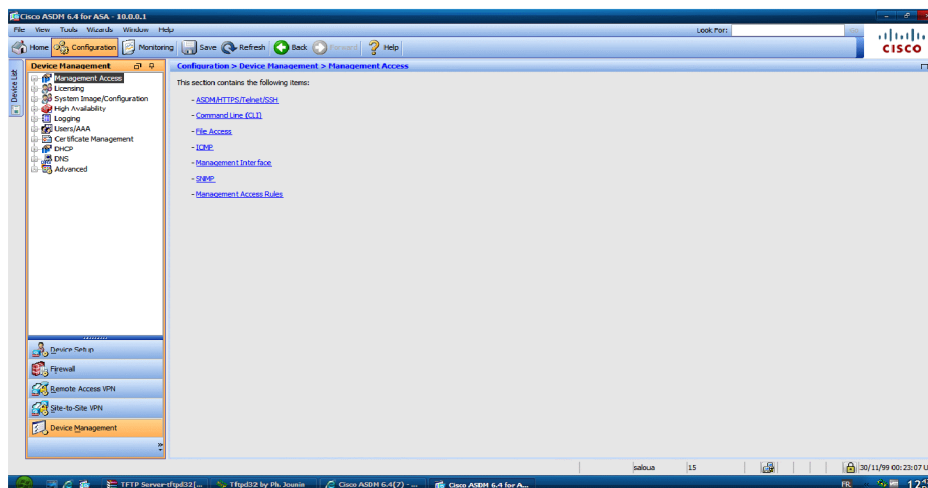 Cisco ASDM 6.4 for ASA - 10.0.0.1
File View Tools Wizards Window Help
Look For:
Home Configuration Monitoring Save Refresh Back Forward Help
CISCO
Device List
Device Management
Management Access
Licensing
System Image/Configuration
High Availability
Logging
Users/AAA
Certificate Management
DHCP
DNS
Advanced
Device Setup
Firewall
Remote Access VPN
Site-to-Site VPN
Device Management
Configuration > Device Management > Management Access
This section contains the following items:
- ASDM/HTTPS/Telnet/SSH
- Command Line (CLI)
- File Access
- ICMP
- Management Interface
- SNMP
- Management Access Rules
saloua 15 30/11/99 00:23:07 U
TFTP Server-tftpd32[... Tftpd32 by Ph. Jounin Cisco ASDM 6.4(7) - ... Cisco ASDM 6.4 for A... FR